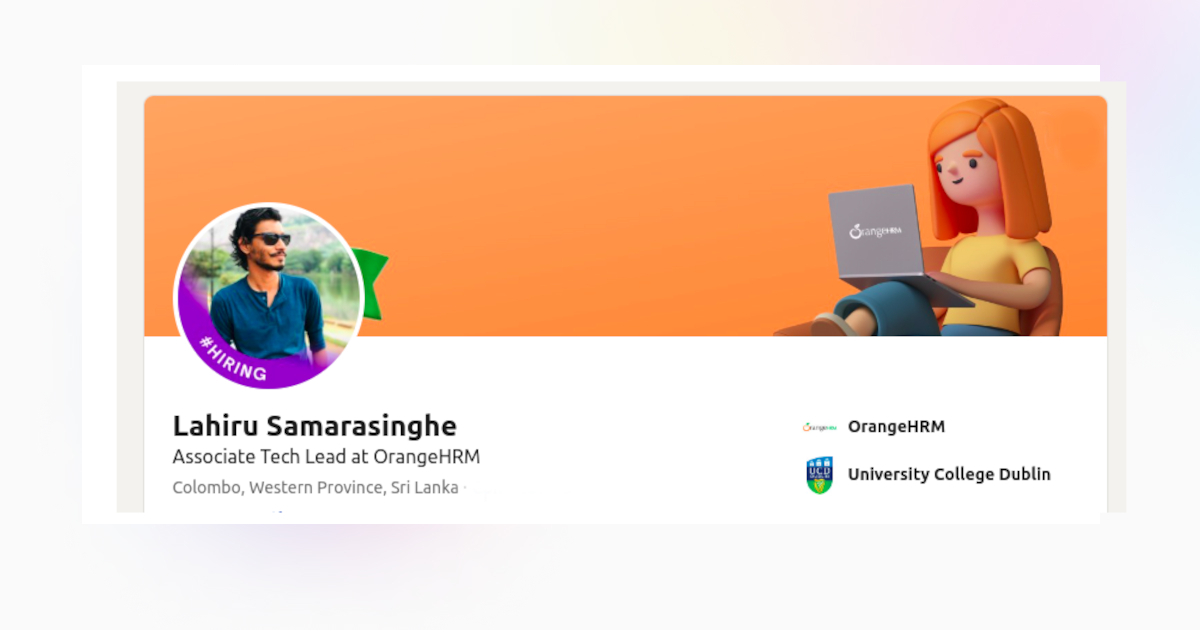 OrangeHRM
#HIRING
Lahiru Samarasinghe
Associate Tech Lead at OrangeHRM
Colombo, Western Province, Sri Lanka ·
OrangeHRM OrangeHRM
UCD University College Dublin